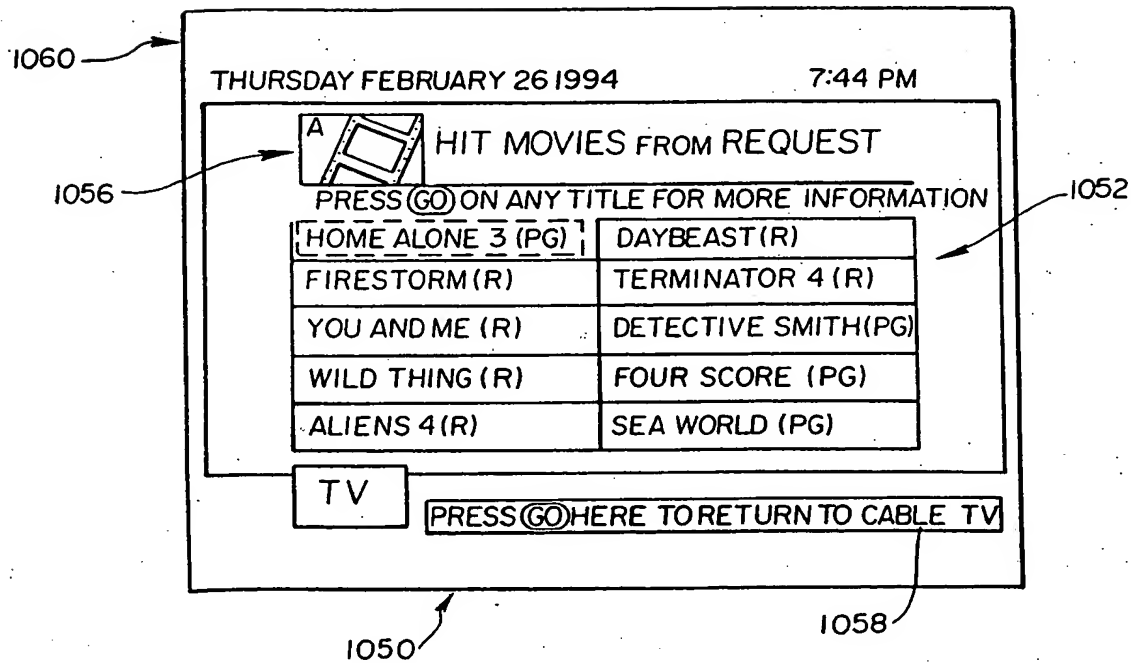 1060
THURSDAY FEBRUARY 26 1994 7:44 PM
A
HIT MOVIES FROM REQUEST
1056
PRESS GO ON ANY TITLE FOR MORE INFORMATION
1052
HOME ALONE 3 (PG) DAYBEAST (R)
FIRESTORM (R) TERMINATOR 4 (R)
YOU AND ME (R) DETECTIVE SMITH (PG)
WILD THING (R) FOUR SCORE (PG)
ALIENS 4 (R) SEA WORLD (PG)
TV
PRESS GO HERE TO RETURN TO CABLE TV
1058
1050